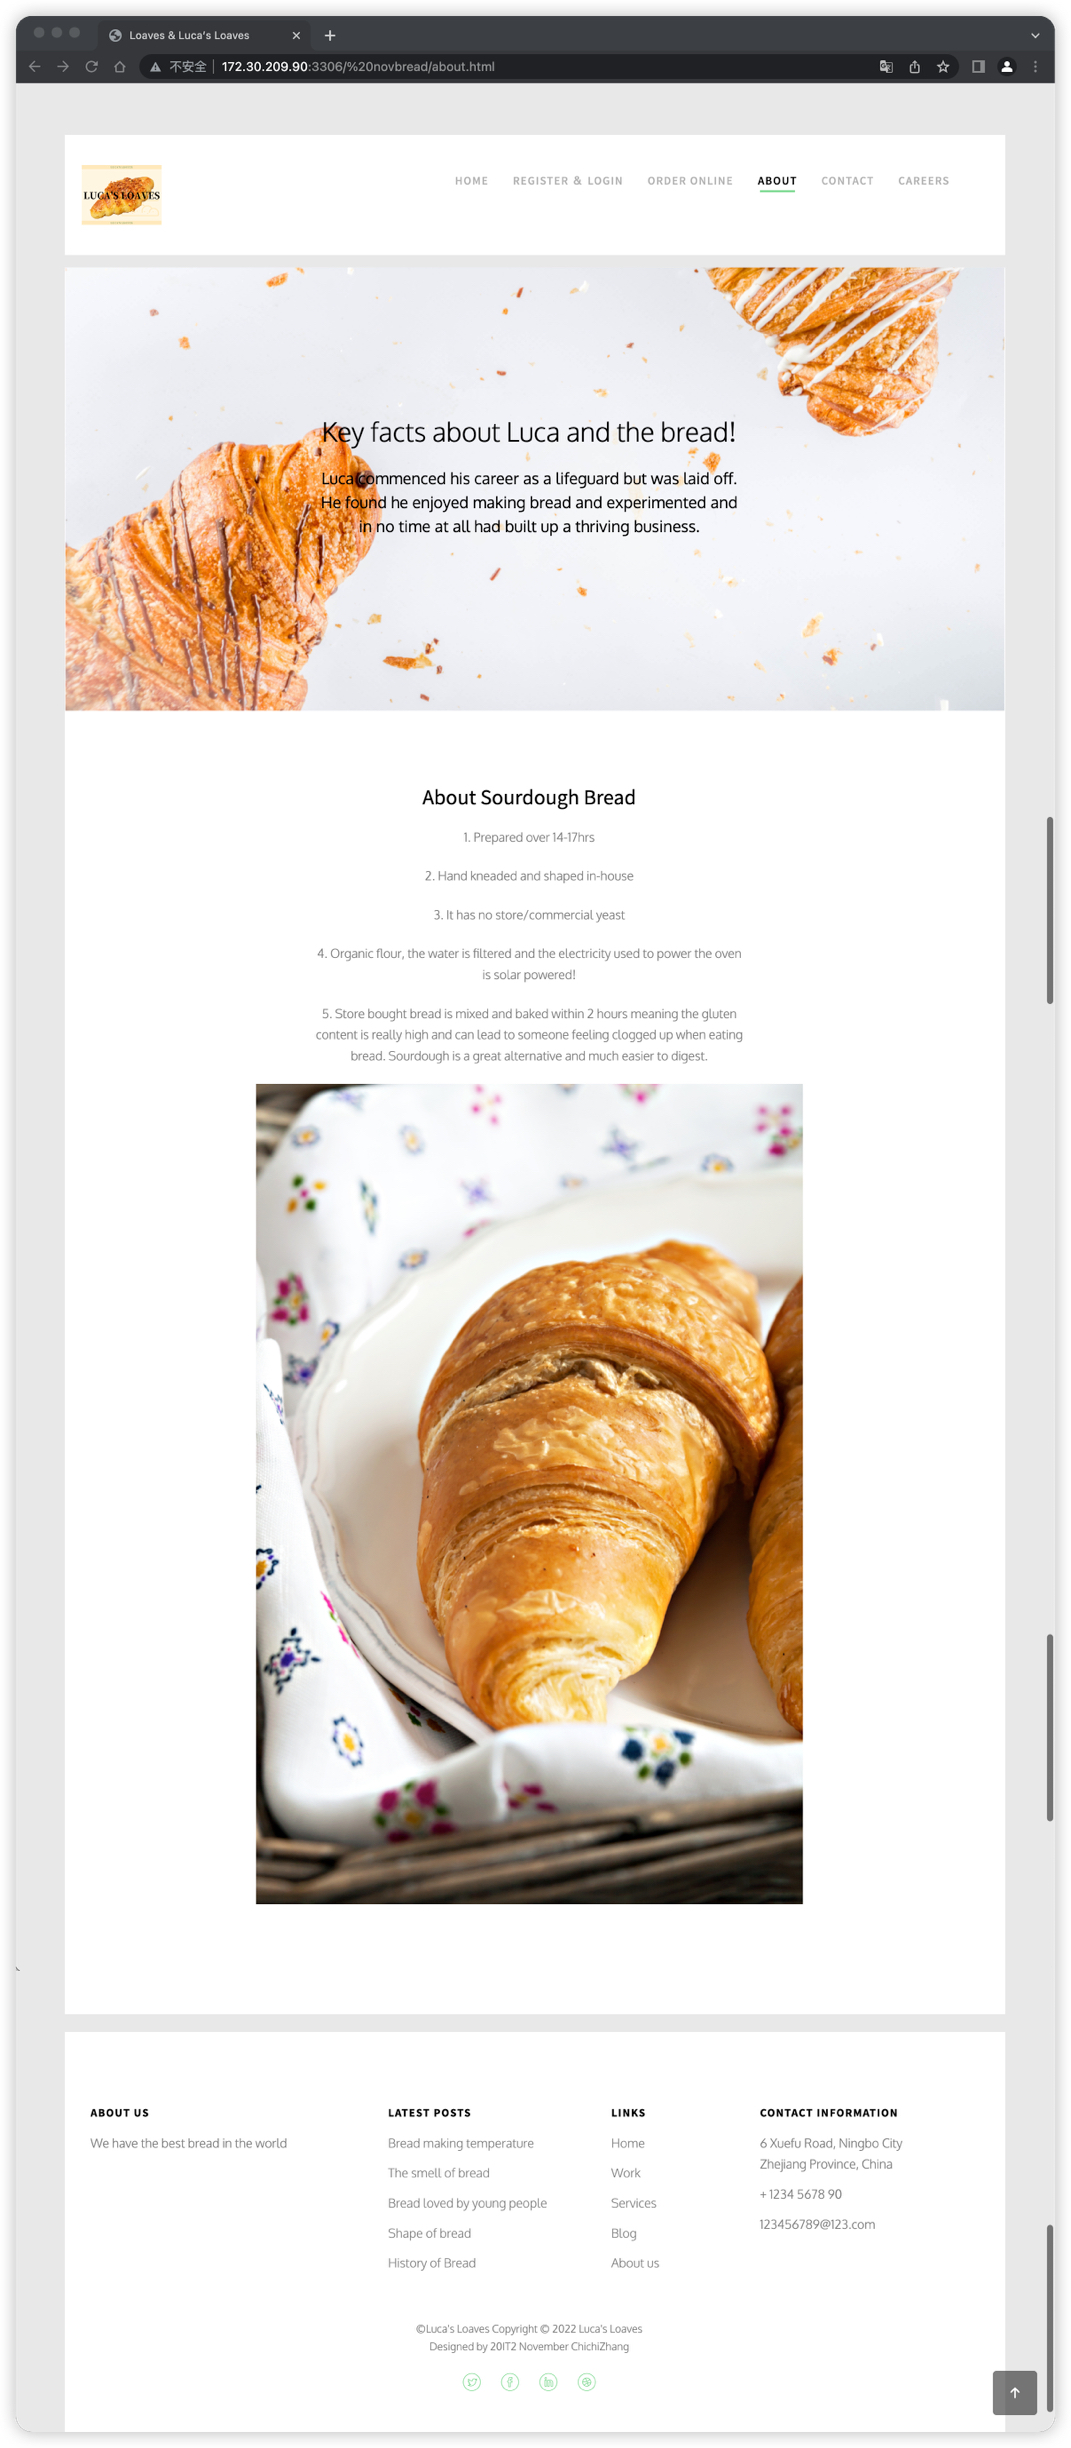 Loaves & Luca's Loaves
不安全 172.30.209.90:3306/%20novbread/about.html
LUCA'S LOAVES
HOME REGISTER & LOGIN ORDER ONLINE ABOUT CONTACT CAREERS
Key facts about Luca and the bread!
Luca commenced his career as a lifeguard but was laid off.
He found he enjoyed making bread and experimented and
in no time at all had built up a thriving business.
About Sourdough Bread
1. Prepared over 14-17hrs
2. Hand kneaded and shaped in-house
3. It has no store/commercial yeast
4. Organic flour, the water is filtered and the electricity used to power the oven
is solar powered!
5. Store bought bread is mixed and baked within 2 hours meaning the gluten
content is really high and can lead to someone feeling clogged up when eating
bread. Sourdough is a great alternative and much easier to digest.
ABOUT US
We have the best bread in the world
LATEST POSTS
Bread making temperature
The smell of bread
Bread loved by young people
Shape of bread
History of Bread
LINKS
Home
Work
Services
Blog
About us
CONTACT INFORMATION
6 Xuefu Road, Ningbo City
Zhejiang Province, China
+ 1234 5678 90
123456789@123.com
©Luca's Loaves Copyright © 2022 Luca's Loaves
Designed by 20IT2 November ChichiZhang